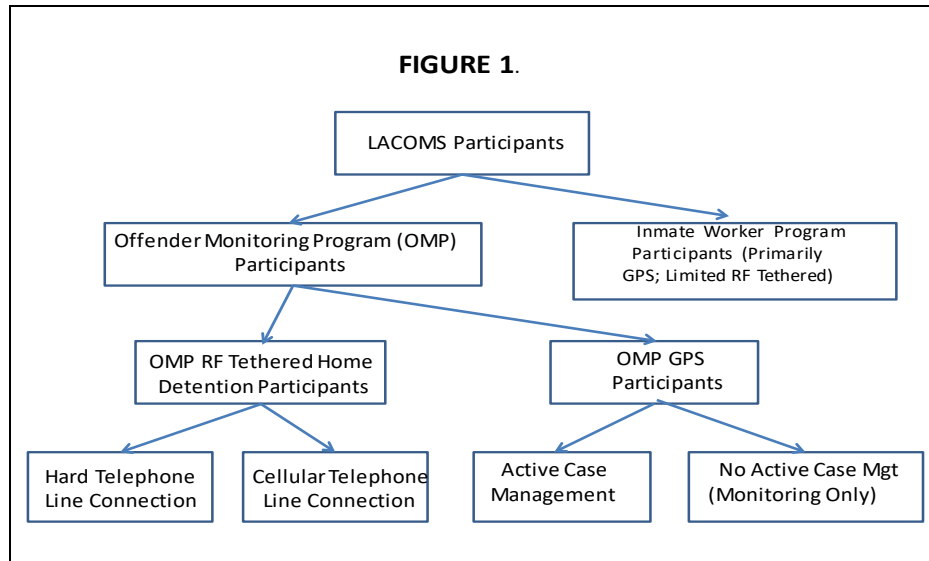 FIGURE 1.
LACOMS Participants
Offender Monitoring Program (OMP)
Participants
Inmate Worker Program
Participants (Primarily
GPS; Limited RF Tethered)
OMP RF Tethered Home
Detention Participants
OMP GPS
Participants
Hard Telephone
Line Connection
Cellular Telephone
Line Connection
Active Case
Management
No Active Case Mgt
(Monitoring Only)